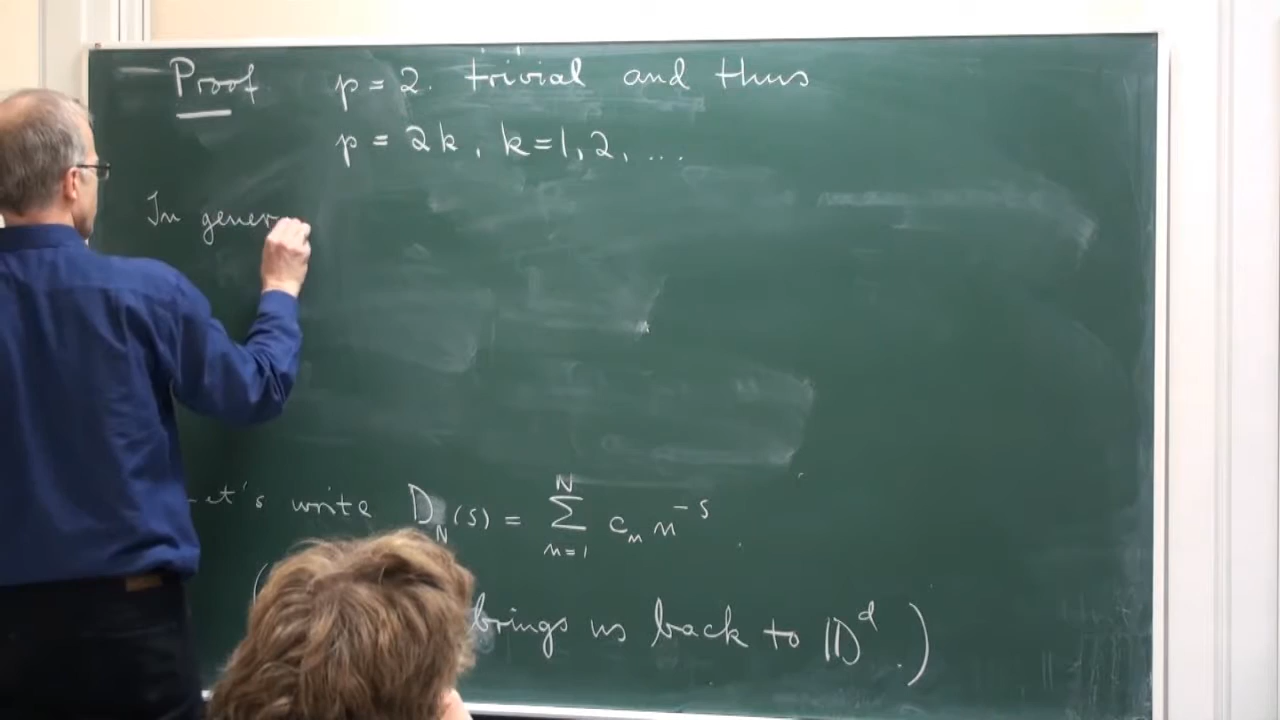 Proof p = 2. trivial and thus
p = 2k, k=1,2,...
In gener
et's write D_N(s) = \sum_{n=1}^{N} c_n n^{-s}
( brings us back to 𝔻^d .)